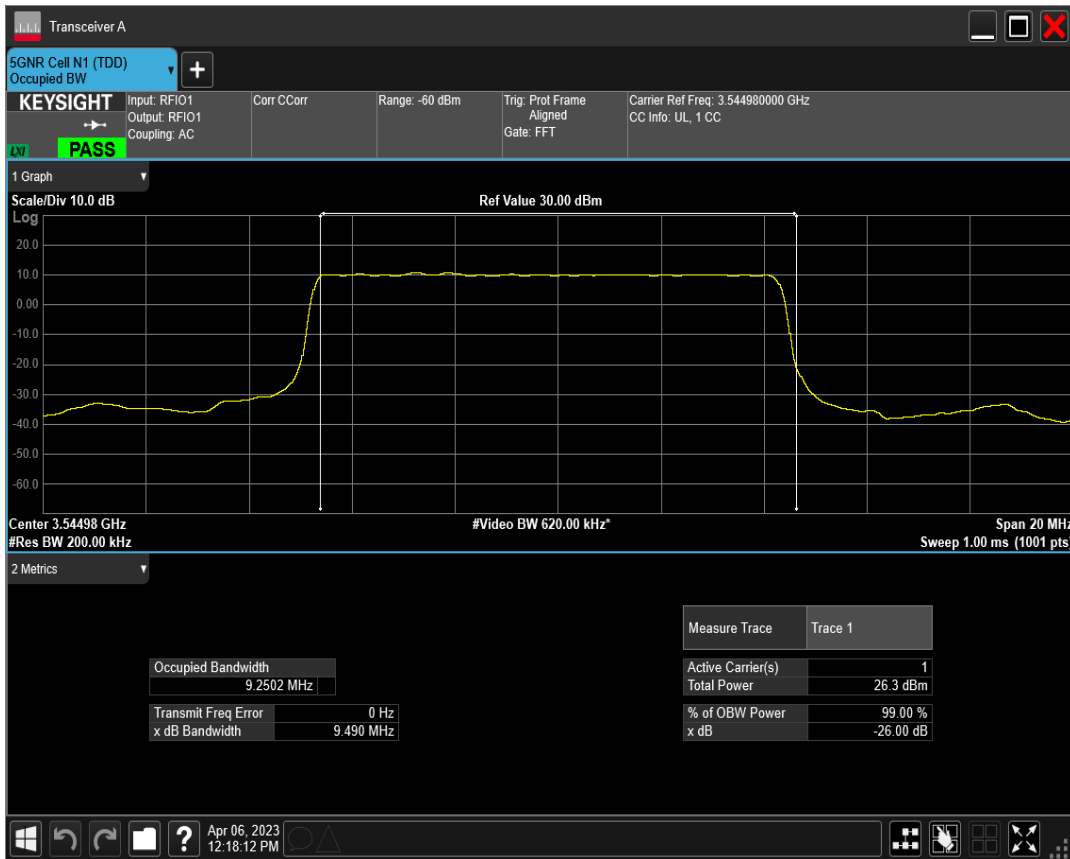 Transceiver A
5GNR Cell N1 (TDD)
Occupied BW
+
KEYSIGHT
LXI
PASS
Input: RFIO1
Output: RFIO1
Coupling: AC
Corr CCorr
Range: -60 dBm
Trig: Prot Frame
Aligned
Gate: FFT
Carrier Ref Freq: 3.544980000 GHz
CC Info: UL, 1 CC
1 Graph
Scale/Div 10.0 dB
Ref Value 30.00 dBm
Log
20.0
10.0
0.00
-10.0
-20.0
-30.0
-40.0
-50.0
-60.0
Center 3.54498 GHz
#Video BW 620.00 kHz*
Span 20 MHz
#Res BW 200.00 kHz
Sweep 1.00 ms (1001 pts)
2 Metrics
Measure Trace Trace 1
Occupied Bandwidth
9.2502 MHz
Active Carrier(s) 1
Total Power 26.3 dBm
Transmit Freq Error 0 Hz
x dB Bandwidth 9.490 MHz
% of OBW Power 99.00 %
x dB -26.00 dB
?
Apr 06, 2023
12:18:12 PM